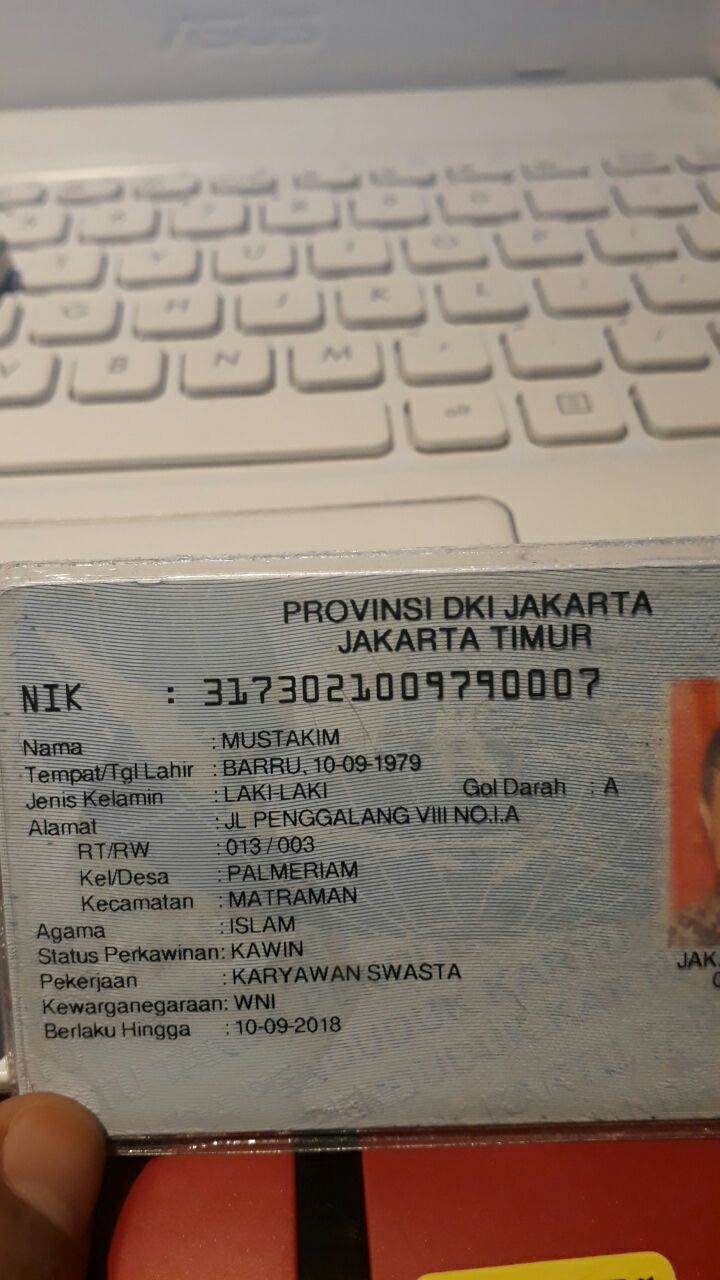 ASUS
Y U I O P
G H J K L
V B N M
alt
PROVINSI DKI JAKARTA
JAKARTA TIMUR
NIK : 3173021009790007
Nama : MUSTAKIM
Tempat/Tgl Lahir : BARRU, 10-09-1979
Jenis Kelamin : LAKI-LAKI Gol Darah : A
Alamat : JL PENGGALANG VIII NO.I.A
RT/RW : 013 / 003
Kel/Desa : PALMERIAM
Kecamatan : MATRAMAN
Agama : ISLAM
Status Perkawinan: KAWIN
Pekerjaan : KARYAWAN SWASTA
Kewarganegaraan: WNI
Berlaku Hingga : 10-09-2018